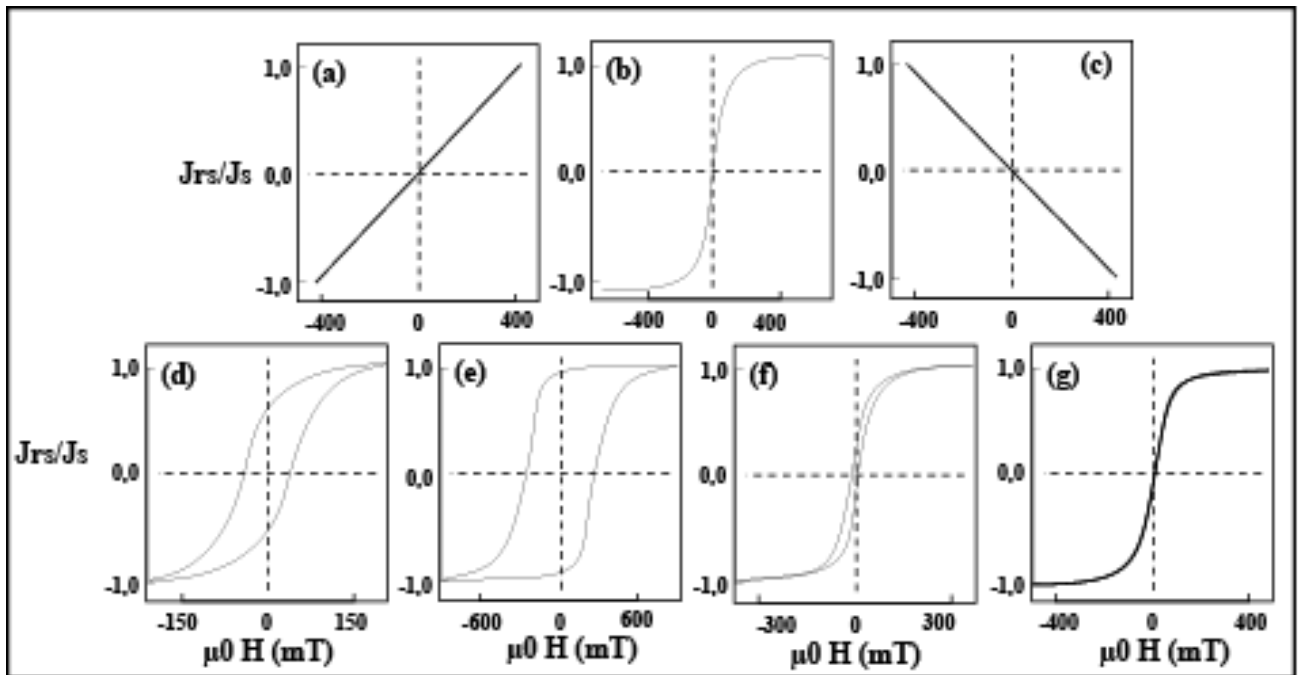 (a) (b) (c)
1,0 1,0 1,0
Jrs/Js 0,0 0,0 0,0
-1,0 -1,0 -1,0
-400 0 400 -400 0 400 -400 0 400
(d) (e) (f) (g)
1,0 1,0 1,0 1,0
Jrs/Js 0,0 0,0 0,0 0,0
-1,0 -1,0 -1,0 -1,0
-150 0 150 -600 0 600 -300 0 300 -400 0 400
μ0 H (mT) μ0 H (mT) μ0 H (mT) μ0 H (mT)